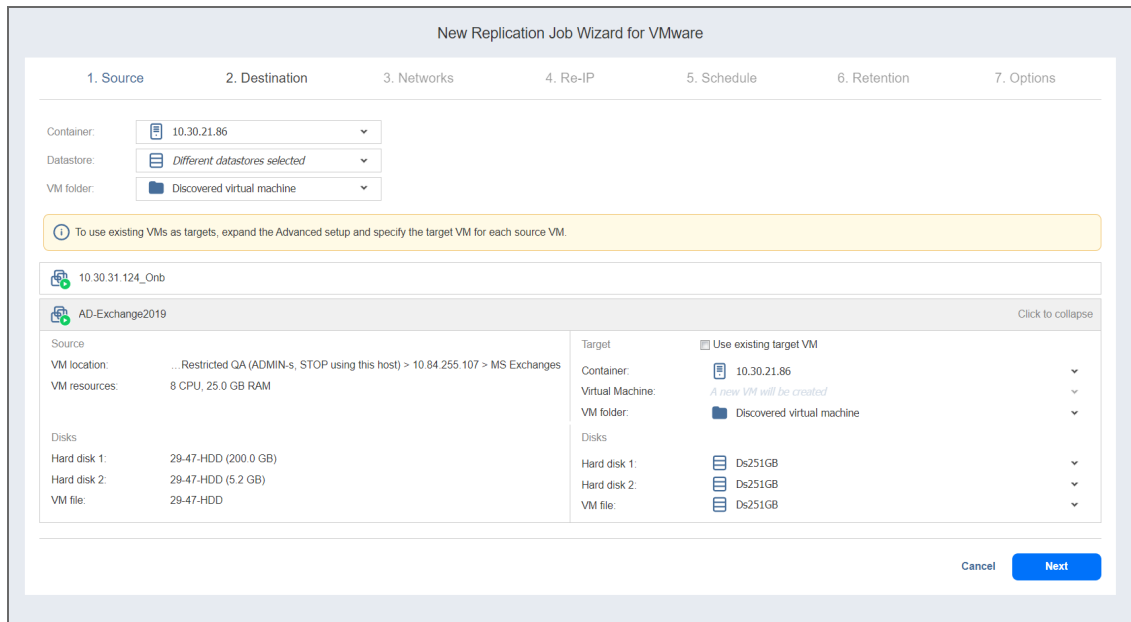 New Replication Job Wizard for VMware
1. Source 2. Destination 3. Networks 4. Re-IP 5. Schedule 6. Retention 7. Options
Container: 10.30.21.86
Datastore: Different datastores selected
VM folder: Discovered virtual machine
To use existing VMs as targets, expand the Advanced setup and specify the target VM for each source VM.
10.30.31.124_Onb
AD-Exchange2019 Click to collapse
Source
VM location: ...Restricted QA (ADMIN-s, STOP using this host) > 10.84.255.107 > MS Exchanges
VM resources: 8 CPU, 25.0 GB RAM
Disks
Hard disk 1: 29-47-HDD (200.0 GB)
Hard disk 2: 29-47-HDD (5.2 GB)
VM file: 29-47-HDD
Target Use existing target VM
Container: 10.30.21.86
Virtual Machine: A new VM will be created
VM folder: Discovered virtual machine
Disks
Hard disk 1: Ds251GB
Hard disk 2: Ds251GB
VM file: Ds251GB
Cancel Next